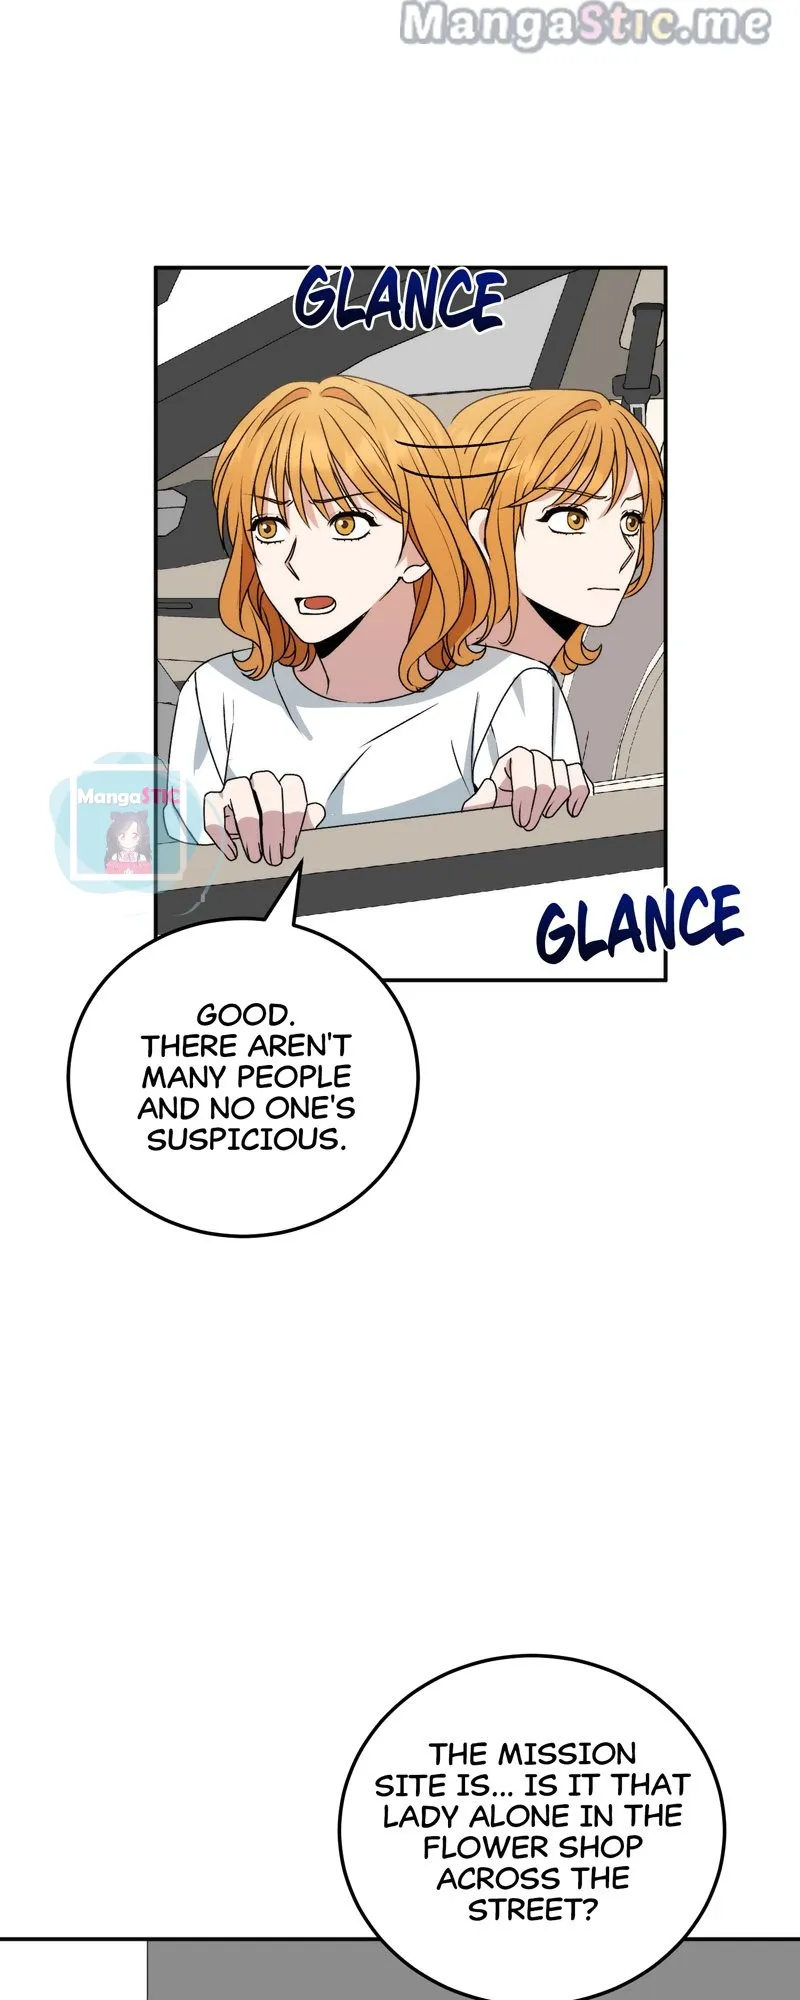 MangaStic.me
GLANCE
MangaSTIC
GLANCE
GOOD.
THERE AREN'T
MANY PEOPLE
AND NO ONE'S
SUSPICIOUS.
THE MISSION
SITE IS... IS IT THAT
LADY ALONE IN THE
FLOWER SHOP
ACROSS THE
STREET?